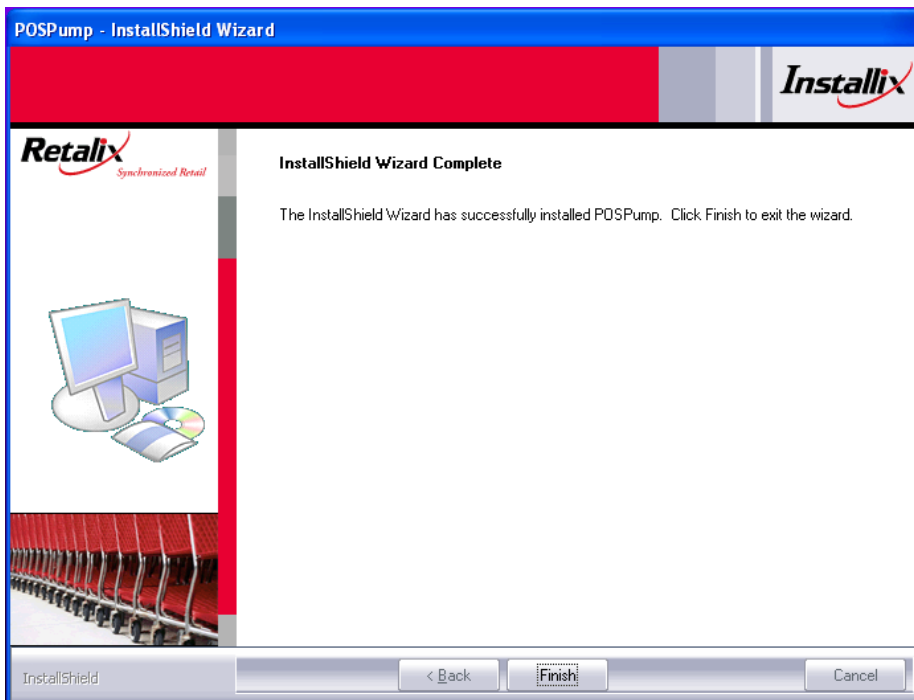 POSPump - InstallShield Wizard
Installix
Retalix
Synchronized Retail
InstallShield Wizard Complete
The InstallShield Wizard has successfully installed POSPump. Click Finish to exit the wizard.
InstallShield
< Back
Finish
Cancel